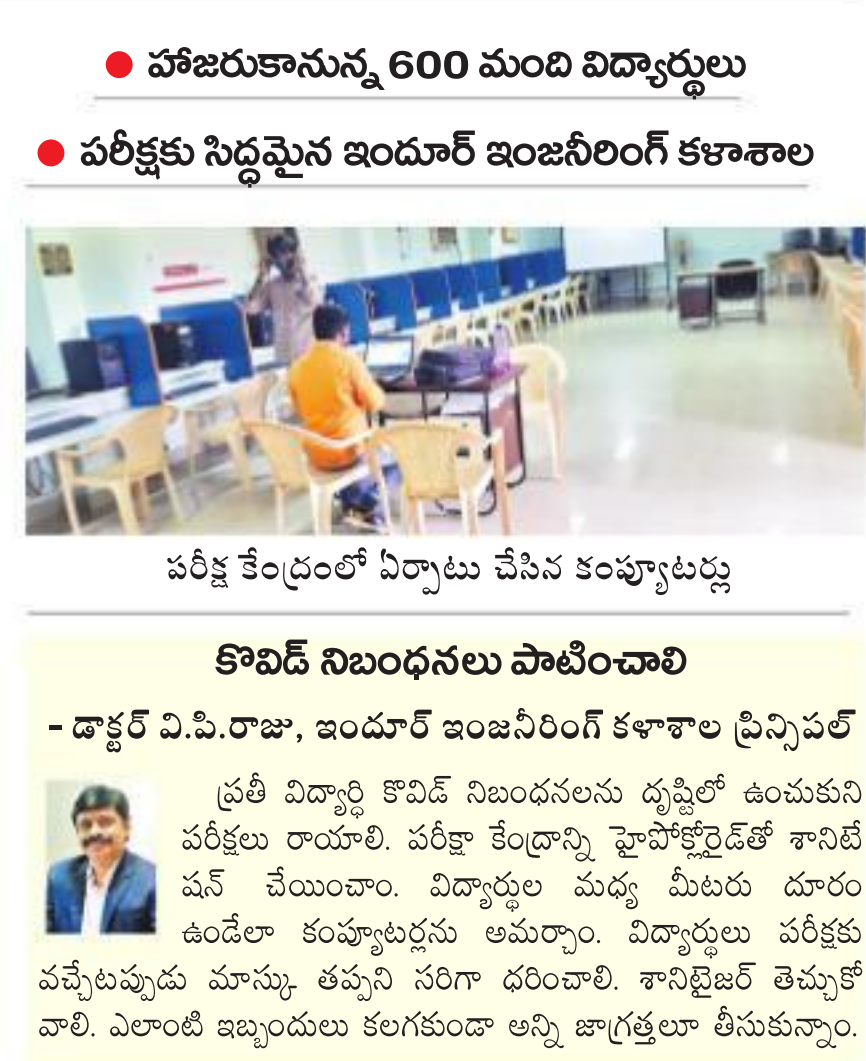 ● హాజరుకానున్న 600 మంది విద్యార్థులు
● పరీక్షకు సిద్ధమైన ఇందూర్ ఇంజనీరింగ్ కళాశాల
పరీక్ష కేంద్రంలో ఏర్పాటు చేసిన కంప్యూటర్లు
కొవిడ్ నిబంధనలు పాటించాలి
- డాక్టర్ వి.పి.రాజు, ఇందూర్ ఇంజనీరింగ్ కళాశాల ప్రిన్సిపల్
ప్రతీ విద్యార్థి కొవిడ్ నిబంధనలను దృష్టిలో ఉంచుకుని
పరీక్షలు రాయాలి. పరీక్షా కేంద్రాన్ని హైపోక్లోరైడ్‌తో శానిటే
షన్ చేయించాం. విద్యార్థుల మధ్య మీటరు దూరం
ఉండేలా కంప్యూటర్లను అమర్చాం. విద్యార్థులు పరీక్షకు
వచ్చేటప్పుడు మాస్కు తప్పని సరిగా ధరించాలి. శానిటైజర్ తెచ్చుకో
వాలి. ఎలాంటి ఇబ్బందులు కలగకుండా అన్ని జాగ్రత్తలూ తీసుకున్నాం.